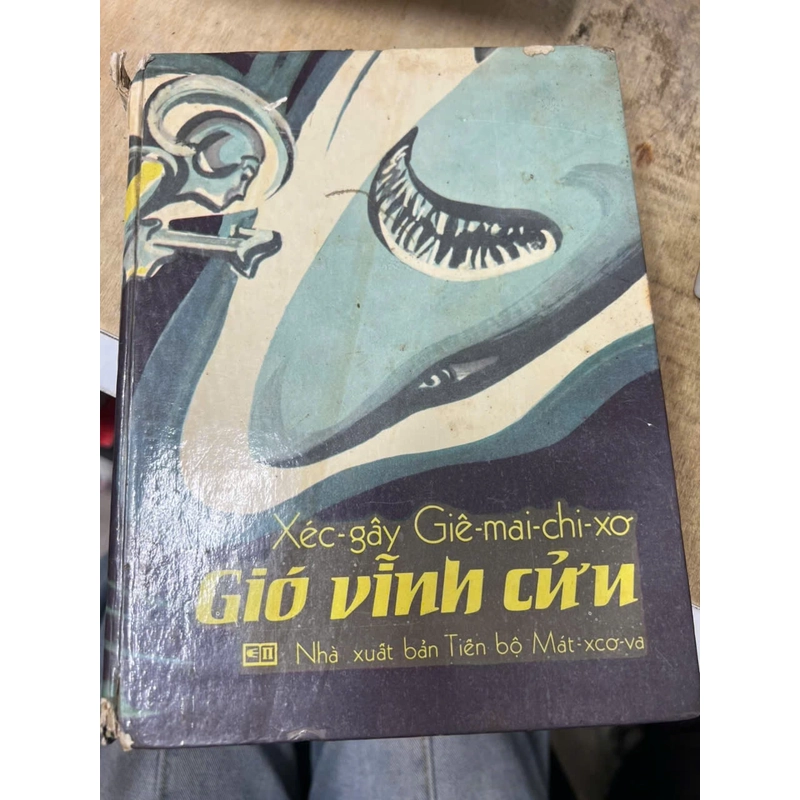 Xéc-gây Giê-mai-chi-xơ
Gió vĩnh cửu
Nhà xuất bản Tiến bộ Mát-xcơ-va